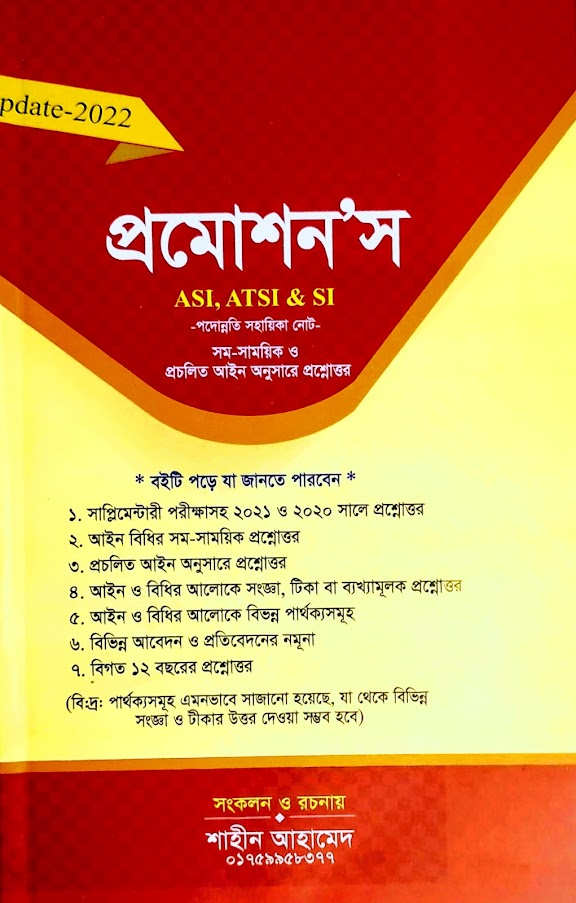 pdate-2022
প্রমোশন'স
ASI, ATSI & SI
-পদোন্নতি সহায়িকা নোট-
সম-সাময়িক ও
প্রচলিত আইন অনুসারে প্রশ্নোত্তর
* বইটি পড়ে যা জানতে পারবেন *
১. সাপ্লিমেন্টারী পরীক্ষাসহ ২০২১ ও ২০২০ সালে প্রশ্নোত্তর
২. আইন বিধির সম-সাময়িক প্রশ্নোত্তর
৩. প্রচলিত আইন অনুসারে প্রশ্নোত্তর
৪. আইন ও বিধির আলোকে সংজ্ঞা, টিকা বা ব্যখ্যামূলক প্রশ্নোত্তর
৫. আইন ও বিধির আলোকে বিভন্ন পার্থক্যসমূহ
৬. বিভিন্ন আবেদন ও প্রতিবেদনের নমূনা
৭. বিগত ১২ বছরের প্রশ্নোত্তর
(বি:দ্র: পার্থক্যসমূহ এমনভাবে সাজানো হয়েছে, যা থেকে বিভিন্ন
সংজ্ঞা ও টীকার উত্তর দেওয়া সম্ভব হবে)
সংকলন ও রচনায়
শাহীন আহামেদ
০১৭৫৯৯৫৮৩৭৭